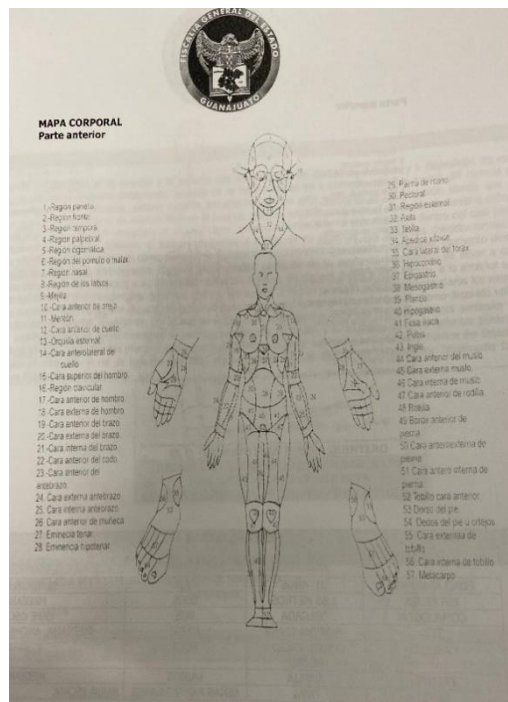 FISCALIA GENERAL DEL ESTADO
GUANAJUATO
MAPA CORPORAL
Parte anterior
1.-Región parietal
2.-Región frontal
3.-Región temporal
4.-Región palpebral
5.-Región cigomática
6.-Región del pómulo o malar
7.-Región nasal
8.-Región de los labios
9.-Mejilla
10.-Cara anterior de oreja
11.-Mentón
12.-Cara anterior de cuello
13.-Orquilla esternal
14.-Cara anterolateral de
cuello
15.-Cara superior del hombro
16.-Región clavicular
17.-Cara anterior de hombro
18.-Cara externa de hombro
19.-Cara anterior del brazo
20.-Cara externa del brazo
21.-Cara interna del brazo
22.-Cara anterior del codo
23.-Cara anterior del
antebrazo
24. Cara externa antebrazo
25. Cara interna antebrazo
26. Cara anterior de muñeca
27. Eminecia tenar
28. Eminencia hipotenar
29. Palma de mano
30. Pectoral
31. Región esternal
32. Axila
33. Tetilla
34. Apéndice xifoides
35. Cara lateral del tórax
36. Hipocondrio
37. Epigastrio
38. Mesogastrio
39. Flanco
40. Hipogastrio
41. Fosa iliaca
42. Pubis
43. Ingle
44. Cara anterior del muslo
45. Cara externa muslo
46. Cara interna de muslo
47. Cara anterior de rodilla
48. Rodilla
49. Borde anterior de
pierna
50. Cara anteroexterna de
pierna
51. Cara antero interna de
pierna
52. Tobillo cara anterior
53. Dorso del pie
54. Dedos del pie u ortejos
55. Cara externa de
tobillo
56. Cara interna de tobillo
57. Metacarpo